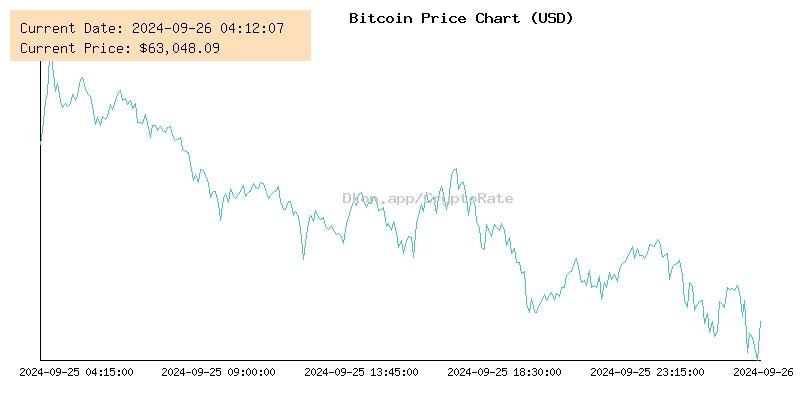 Bitcoin Price Chart (USD)
Current Date: 2024-09-26 04:12:07
Current Price: $63,048.09
Dkon.app/CryptoRate
2024-09-25 04:15:00 2024-09-25 09:00:00 2024-09-25 13:45:00 2024-09-25 18:30:00 2024-09-25 23:15:00 2024-09-26